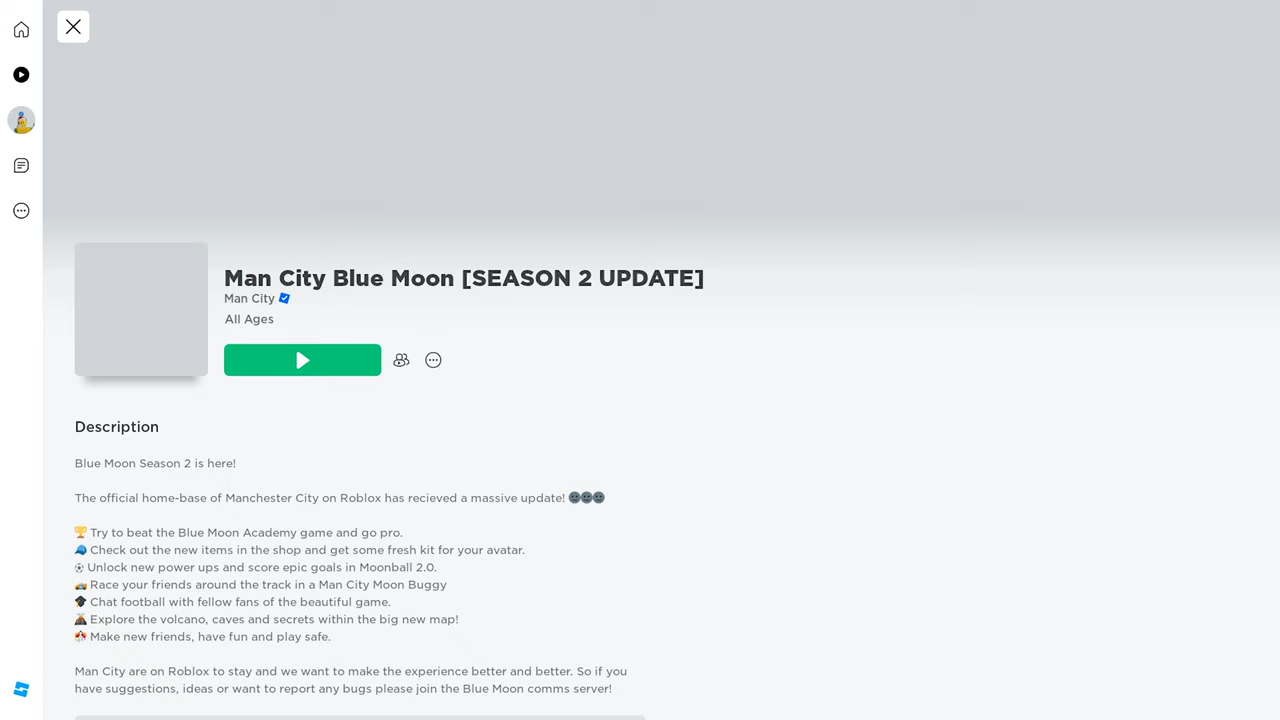 Man City Blue Moon [SEASON 2 UPDATE]
Man City
All Ages
Description
Blue Moon Season 2 is here!
The official home-base of Manchester City on Roblox has recieved a massive update! 🌚🌚🌚
🏆 Try to beat the Blue Moon Academy game and go pro.
🧢 Check out the new items in the shop and get some fresh kit for your avatar.
⚽ Unlock new power ups and score epic goals in Moonball 2.0.
🚙 Race your friends around the track in a Man City Moon Buggy
🎓 Chat football with fellow fans of the beautiful game.
🌋 Explore the volcano, caves and secrets within the big new map!
Make new friends, have fun and play safe.
Man City are on Roblox to stay and we want to make the experience better and better. So if you
have suggestions, ideas or want to report any bugs please join the Blue Moon comms server!